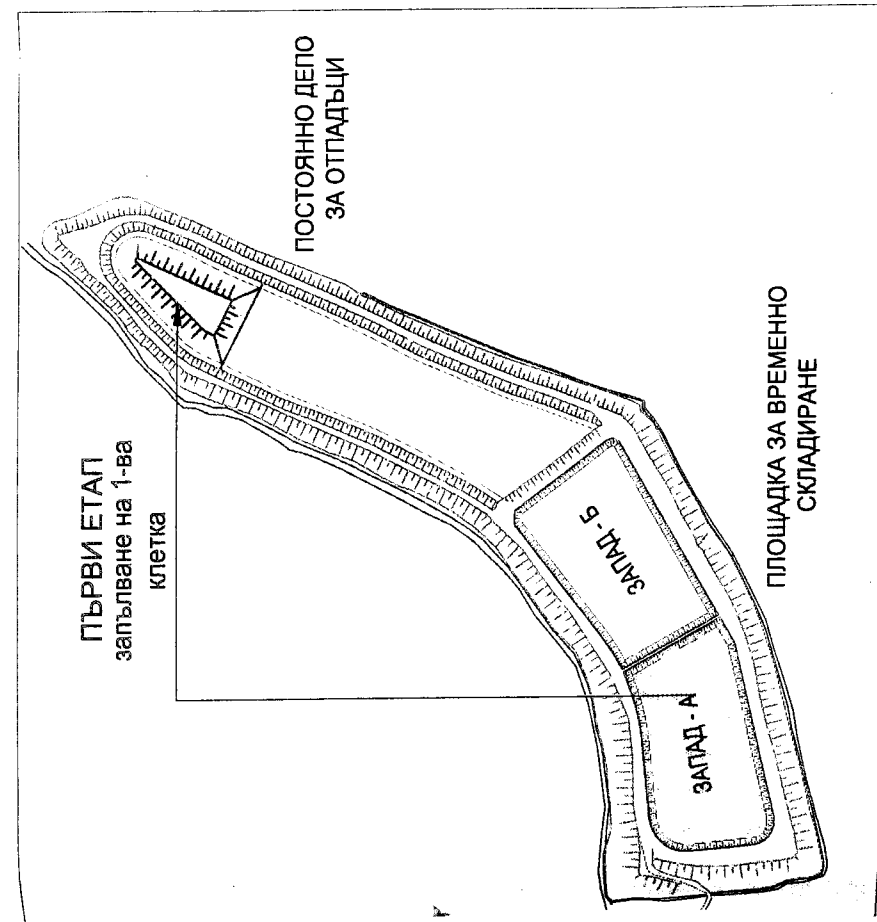 ПОСТОЯННО ДЕПО
ЗА ОТПАДЪЦИ
ПЪРВИ ЕТАП
запълване на 1-ва
клетка
ЗАПАД - Б
ЗАПАД - А
ПЛОЩАДКА ЗА ВРЕМЕННО
СКЛАДИРАНЕ